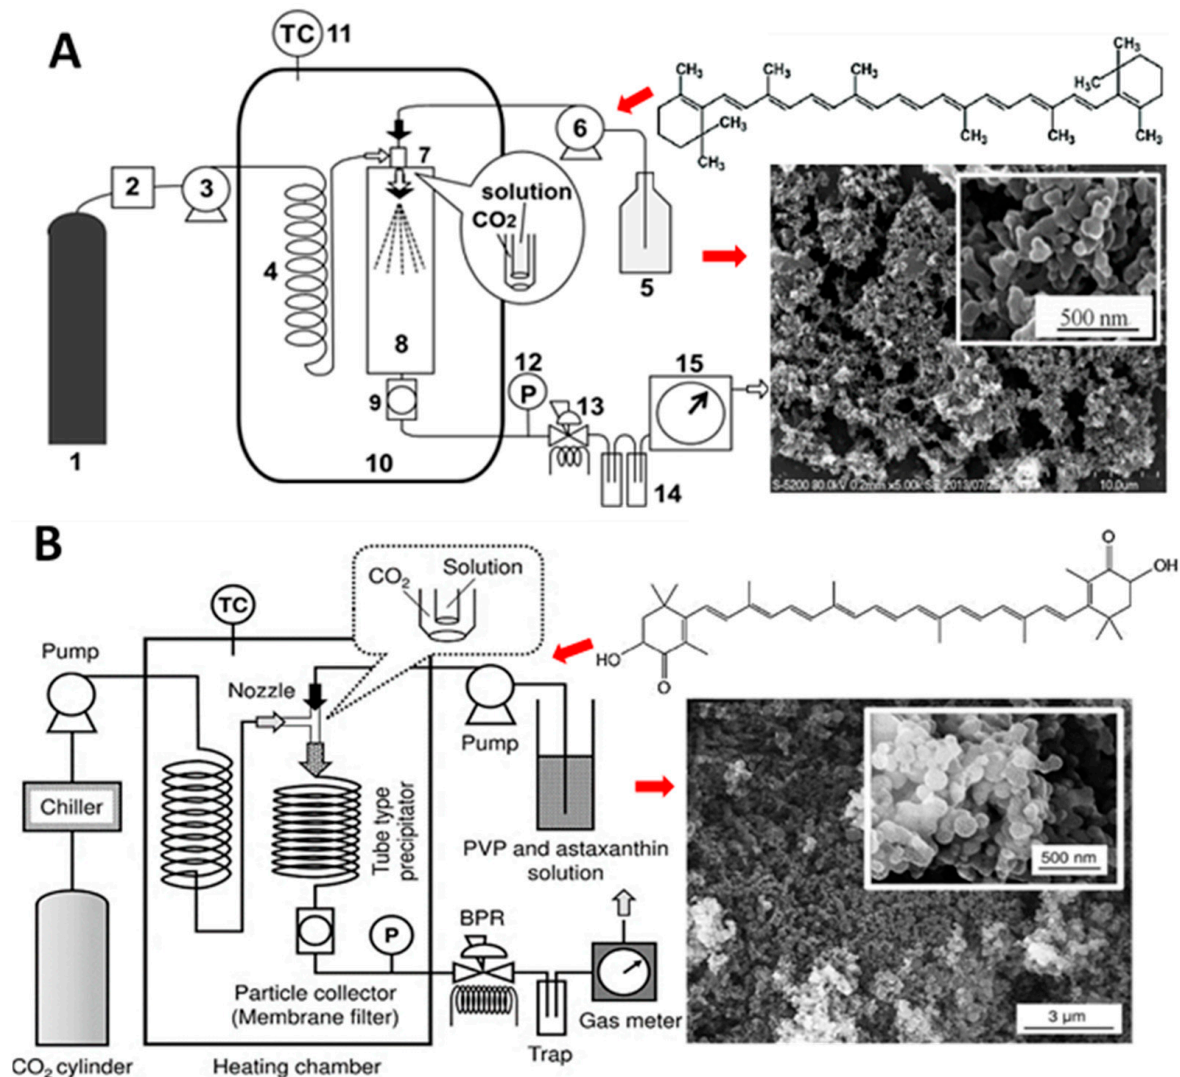 A
TC 11
CH₃
CH₃
CH₃
CH₃
H₃C
CH₃
CH₃
CH₃
CH₃
CH₃
6
7
2
3
solution
CO₂
4
5
8
500 nm
12
15
P
9
13
10
1
14
10.0um
B
CO₂
Solution
TC
O
OH
HO
O
Pump
Nozzle
Pump
Chiller
Tube type
precipitator
PVP and astaxanthin
solution
500 nm
BPR
P
Particle collector
(Membrane filter)
Gas meter
3 µm
Trap
CO₂ cylinder
Heating chamber